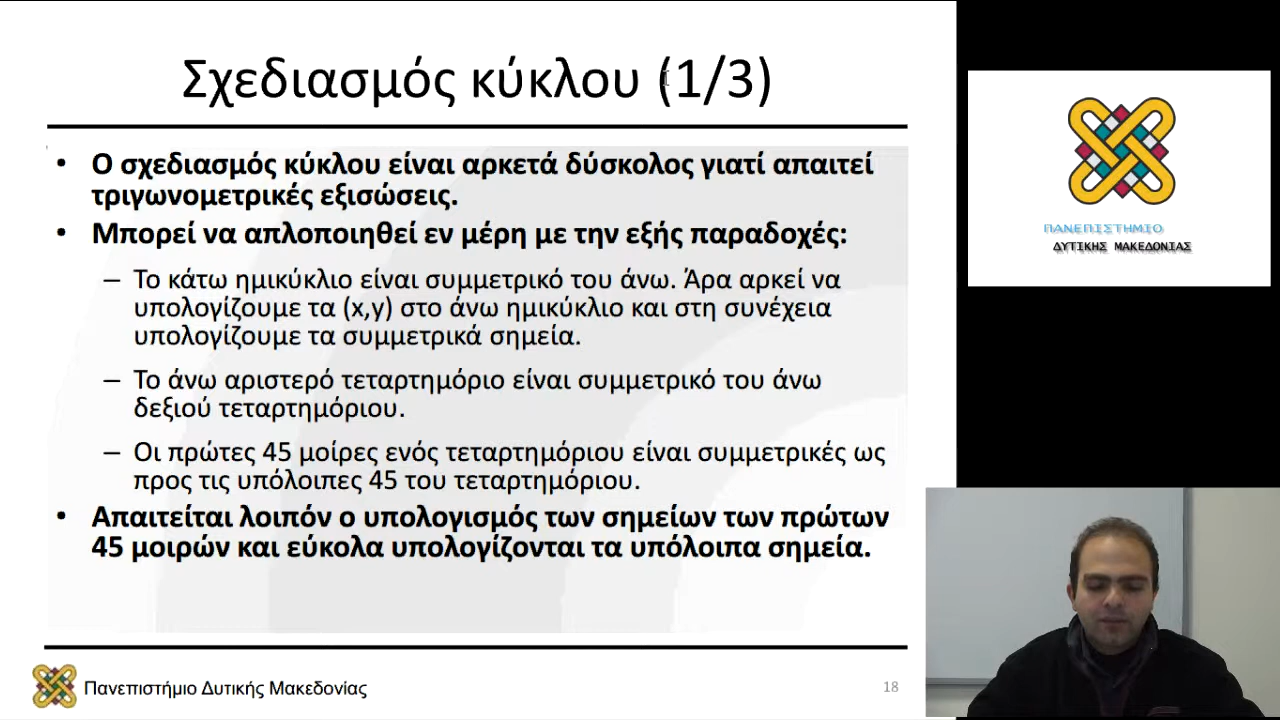 Σχεδιασμός κύκλου (1/3)
• Ο σχεδιασμός κύκλου είναι αρκετά δύσκολος γιατί απαιτεί
τριγωνομετρικές εξισώσεις.
• Μπορεί να απλοποιηθεί εν μέρη με την εξής παραδοχές:
– Το κάτω ημικύκλιο είναι συμμετρικό του άνω. Άρα αρκεί να
υπολογίζουμε τα (x,y) στο άνω ημικύκλιο και στη συνέχεια
υπολογίζουμε τα συμμετρικά σημεία.
– Το άνω αριστερό τεταρτημόριο είναι συμμετρικό του άνω
δεξιού τεταρτημόριου.
– Οι πρώτες 45 μοίρες ενός τεταρτημόριου είναι συμμετρικές ως
προς τις υπόλοιπες 45 του τεταρτημόριου.
• Απαιτείται λοιπόν ο υπολογισμός των σημείων των πρώτων
45 μοιρών και εύκολα υπολογίζονται τα υπόλοιπα σημεία.
Πανεπιστήμιο Δυτικής Μακεδονίας
18
ΠΑΝΕΠΙΣΤΗΜΙΟ
ΔΥΤΙΚΗΣ ΜΑΚΕΔΟΝΙΑΣ